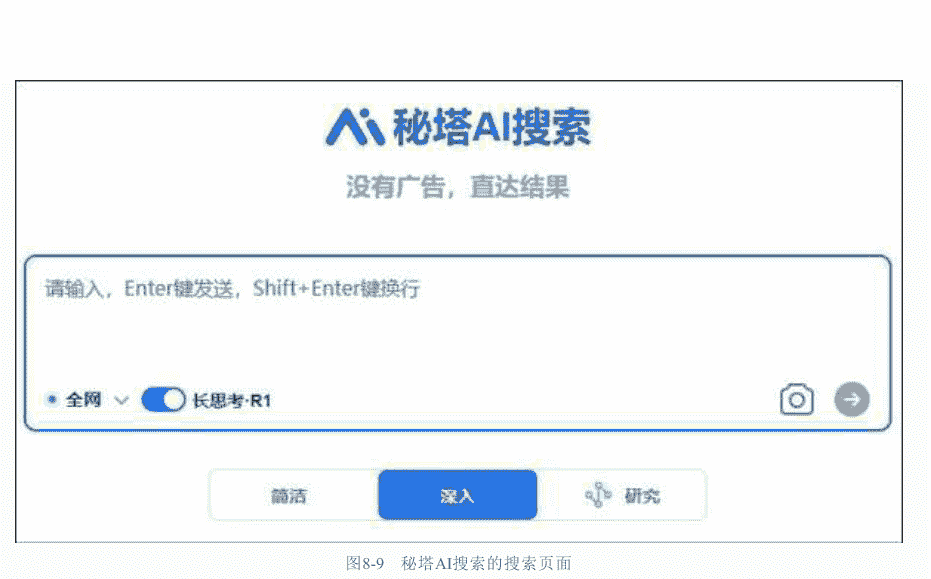 秘塔AI搜索
没有广告，直达结果
请输入，Enter键发送，Shift+Enter键换行
全网 长思考·R1
简洁 深入 研究
图8-9 秘塔AI搜索的搜索页面